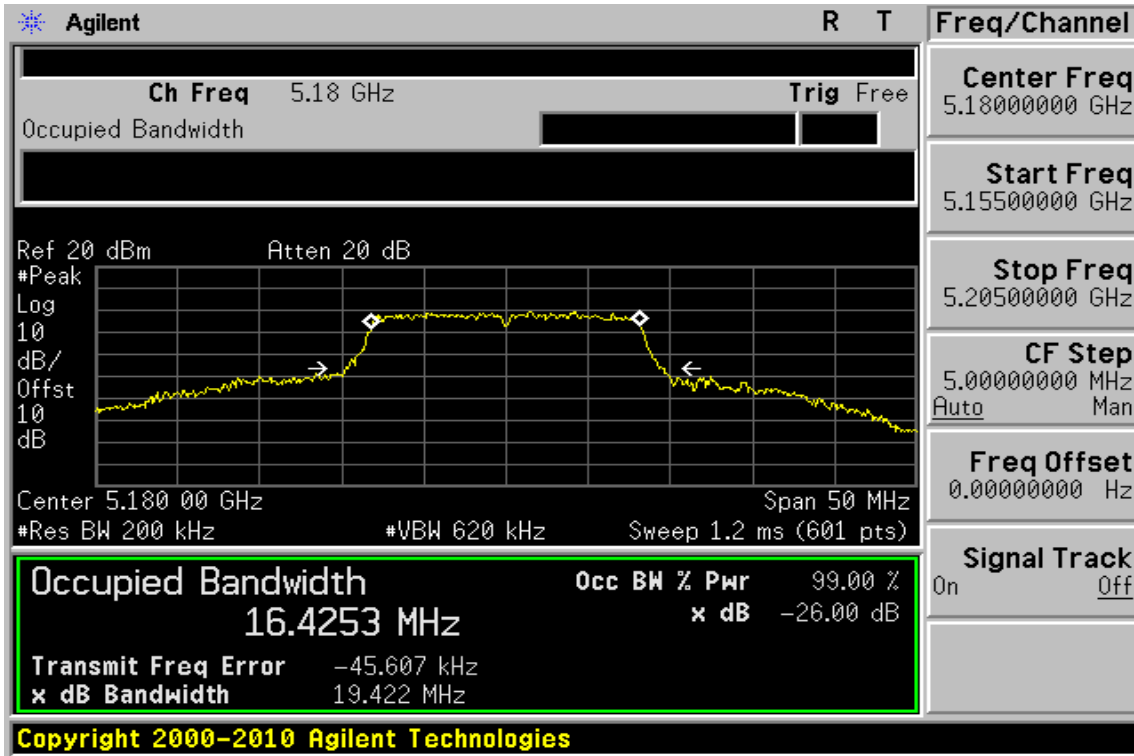 Agilent R T
Ch Freq 5.18 GHz Trig Free
Occupied Bandwidth
Ref 20 dBm Atten 20 dB
#Peak
Log
10
dB/
Offst
10
dB
Center 5.180 00 GHz Span 50 MHz
#Res BW 200 kHz #VBW 620 kHz Sweep 1.2 ms (601 pts)
Occupied Bandwidth
16.4253 MHz
Occ BW % Pwr 99.00 %
x dB -26.00 dB
Transmit Freq Error -45.607 kHz
x dB Bandwidth 19.422 MHz
Copyright 2000-2010 Agilent Technologies
Freq/Channel
Center Freq
5.18000000 GHz
Start Freq
5.15500000 GHz
Stop Freq
5.20500000 GHz
CF Step
5.00000000 MHz
Auto Man
Freq Offset
0.00000000 Hz
Signal Track
On Off